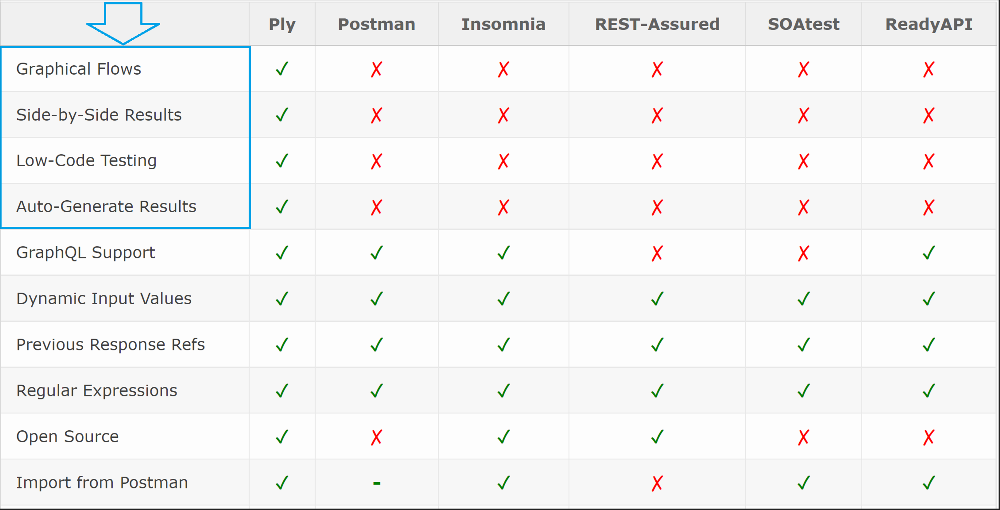 Ply Postman Insomnia REST-Assured SOAtest ReadyAPI
Graphical Flows ✓ ✗ ✗ ✗ ✗ ✗
Side-by-Side Results ✓ ✗ ✗ ✗ ✗ ✗
Low-Code Testing ✓ ✗ ✗ ✗ ✗ ✗
Auto-Generate Results ✓ ✗ ✗ ✗ ✗ ✗
GraphQL Support ✓ ✓ ✓ ✗ ✗ ✓
Dynamic Input Values ✓ ✓ ✓ ✓ ✓ ✓
Previous Response Refs ✓ ✓ ✓ ✓ ✓ ✓
Regular Expressions ✓ ✓ ✓ ✓ ✓ ✓
Open Source ✓ ✗ ✓ ✓ ✗ ✗
Import from Postman ✓ - ✓ ✗ ✓ ✓